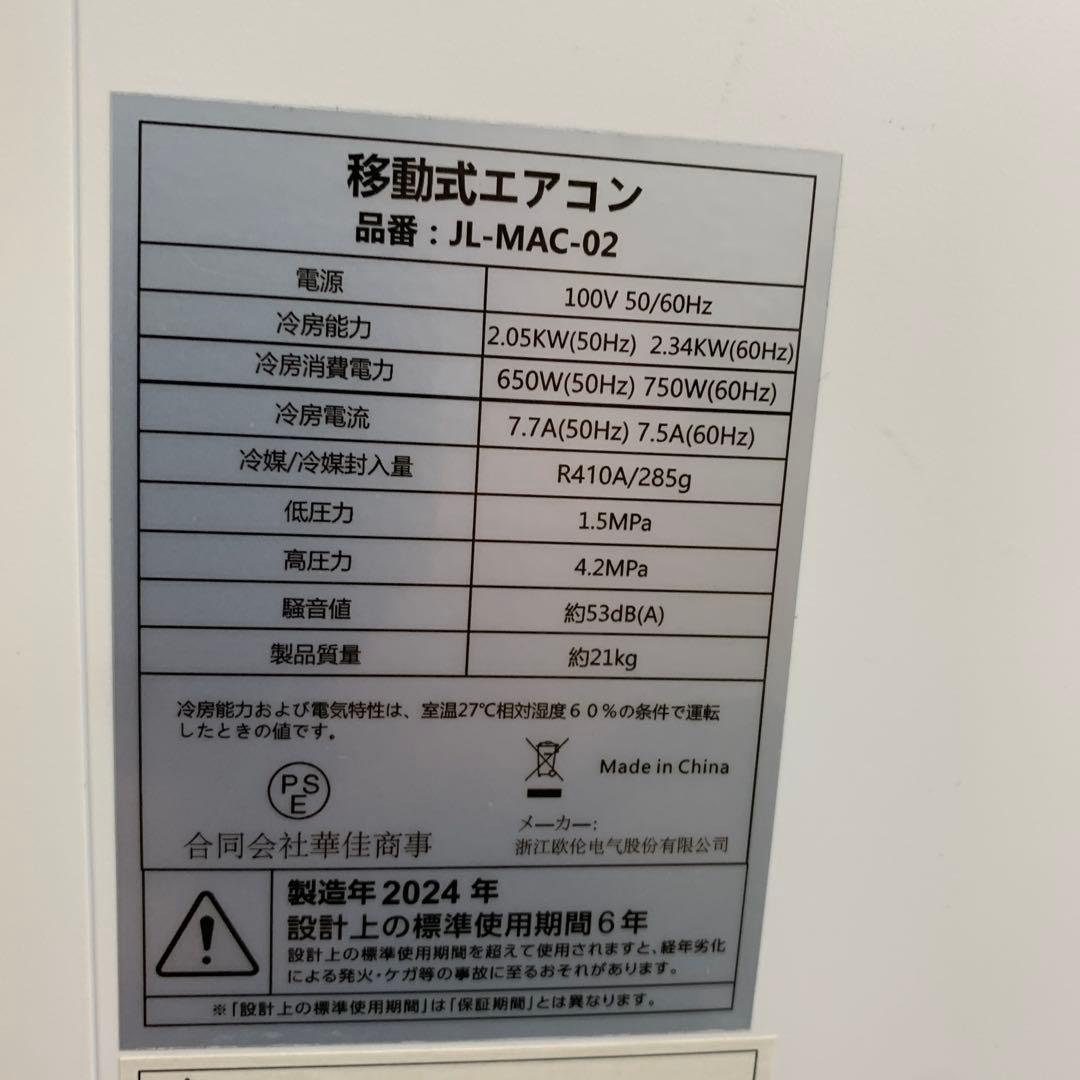 移動式エアコン
品番：JL-MAC-02
電源 100V 50/60Hz
冷房能力 2.05KW(50Hz) 2.34KW(60Hz)
冷房消費電力 650W(50Hz) 750W(60Hz)
冷房電流 7.7A(50Hz) 7.5A(60Hz)
冷媒/冷媒封入量 R410A/285g
低圧力 1.5MPa
高圧力 4.2MPa
騒音値 約53dB(A)
製品質量 約21kg
冷房能力および電気特性は、室温27℃相対湿度６０％の条件で運転
したときの値です。
PSE
Made in China
合同会社華佳商事
メーカー:
浙江欧伦电气股份有限公司
製造年2024 年
設計上の標準使用期間６年
設計上の標準使用期間を超えて使用されますと、経年劣化
による発火・ケガ等の事故に至るおそれがあります。
※「設計上の標準使用期間」は「保証期間」とは異なります。